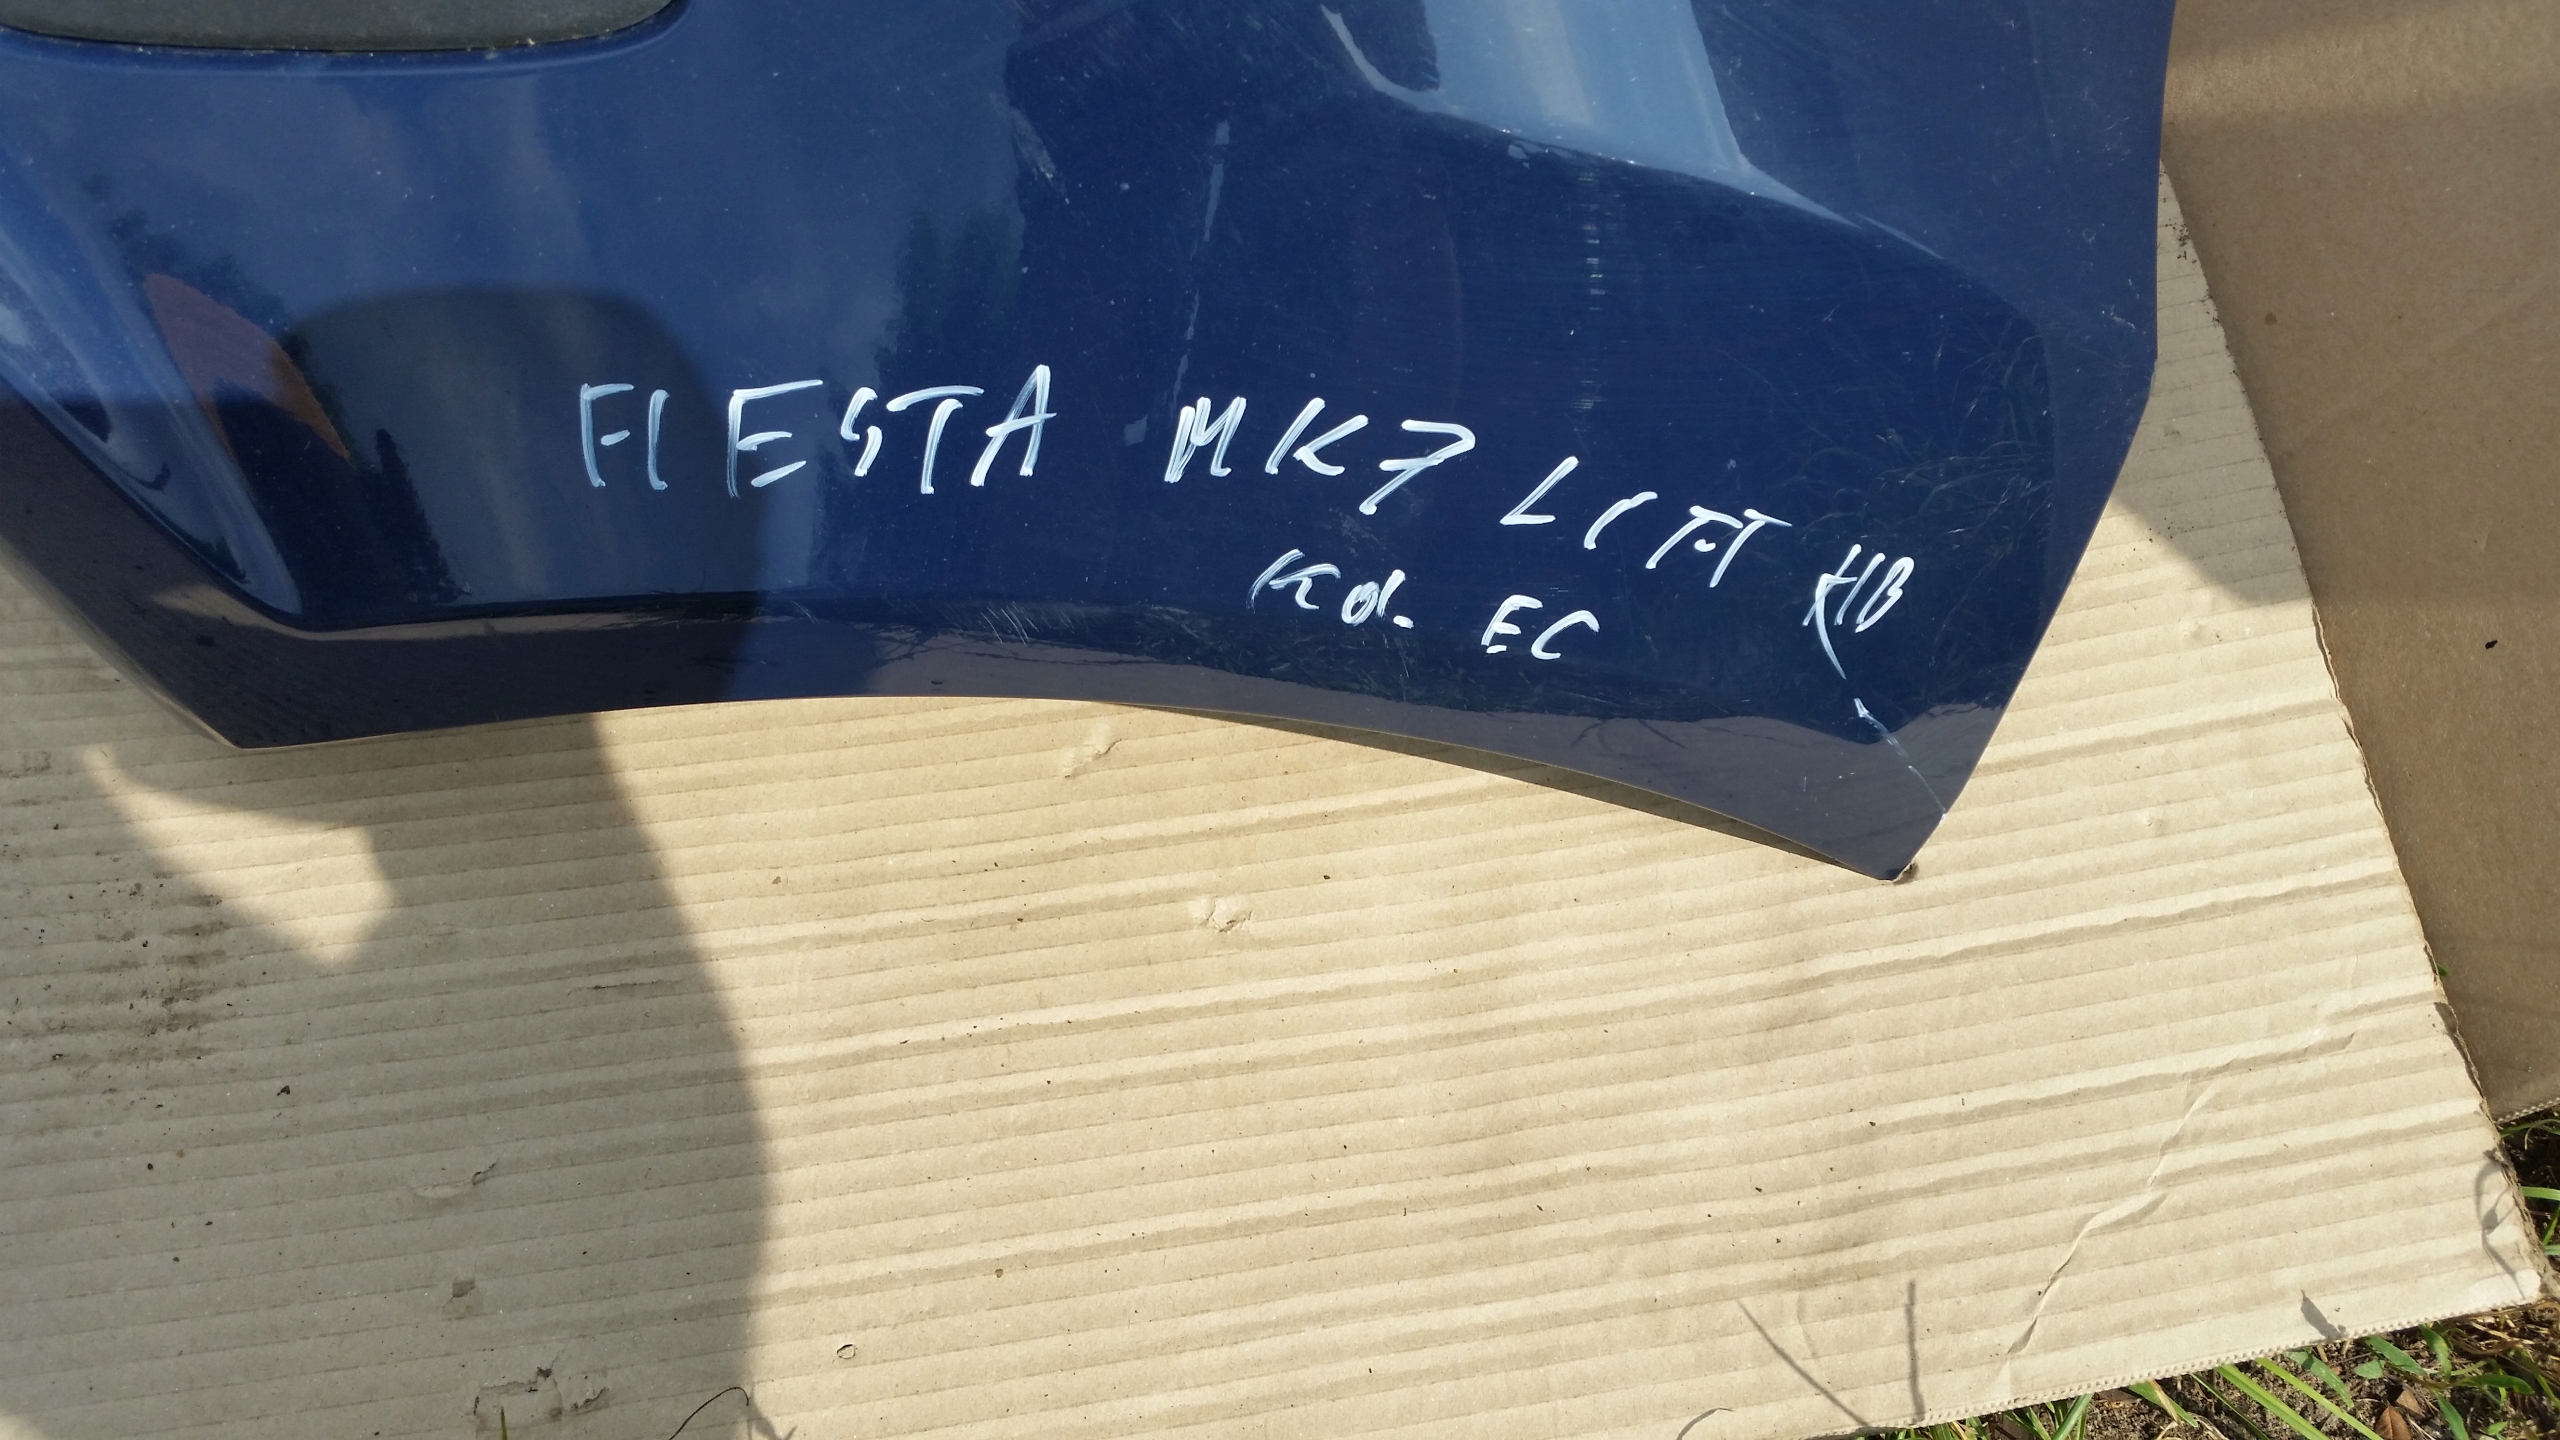 FIESTA MK7 LIFT HB
Kol. EC